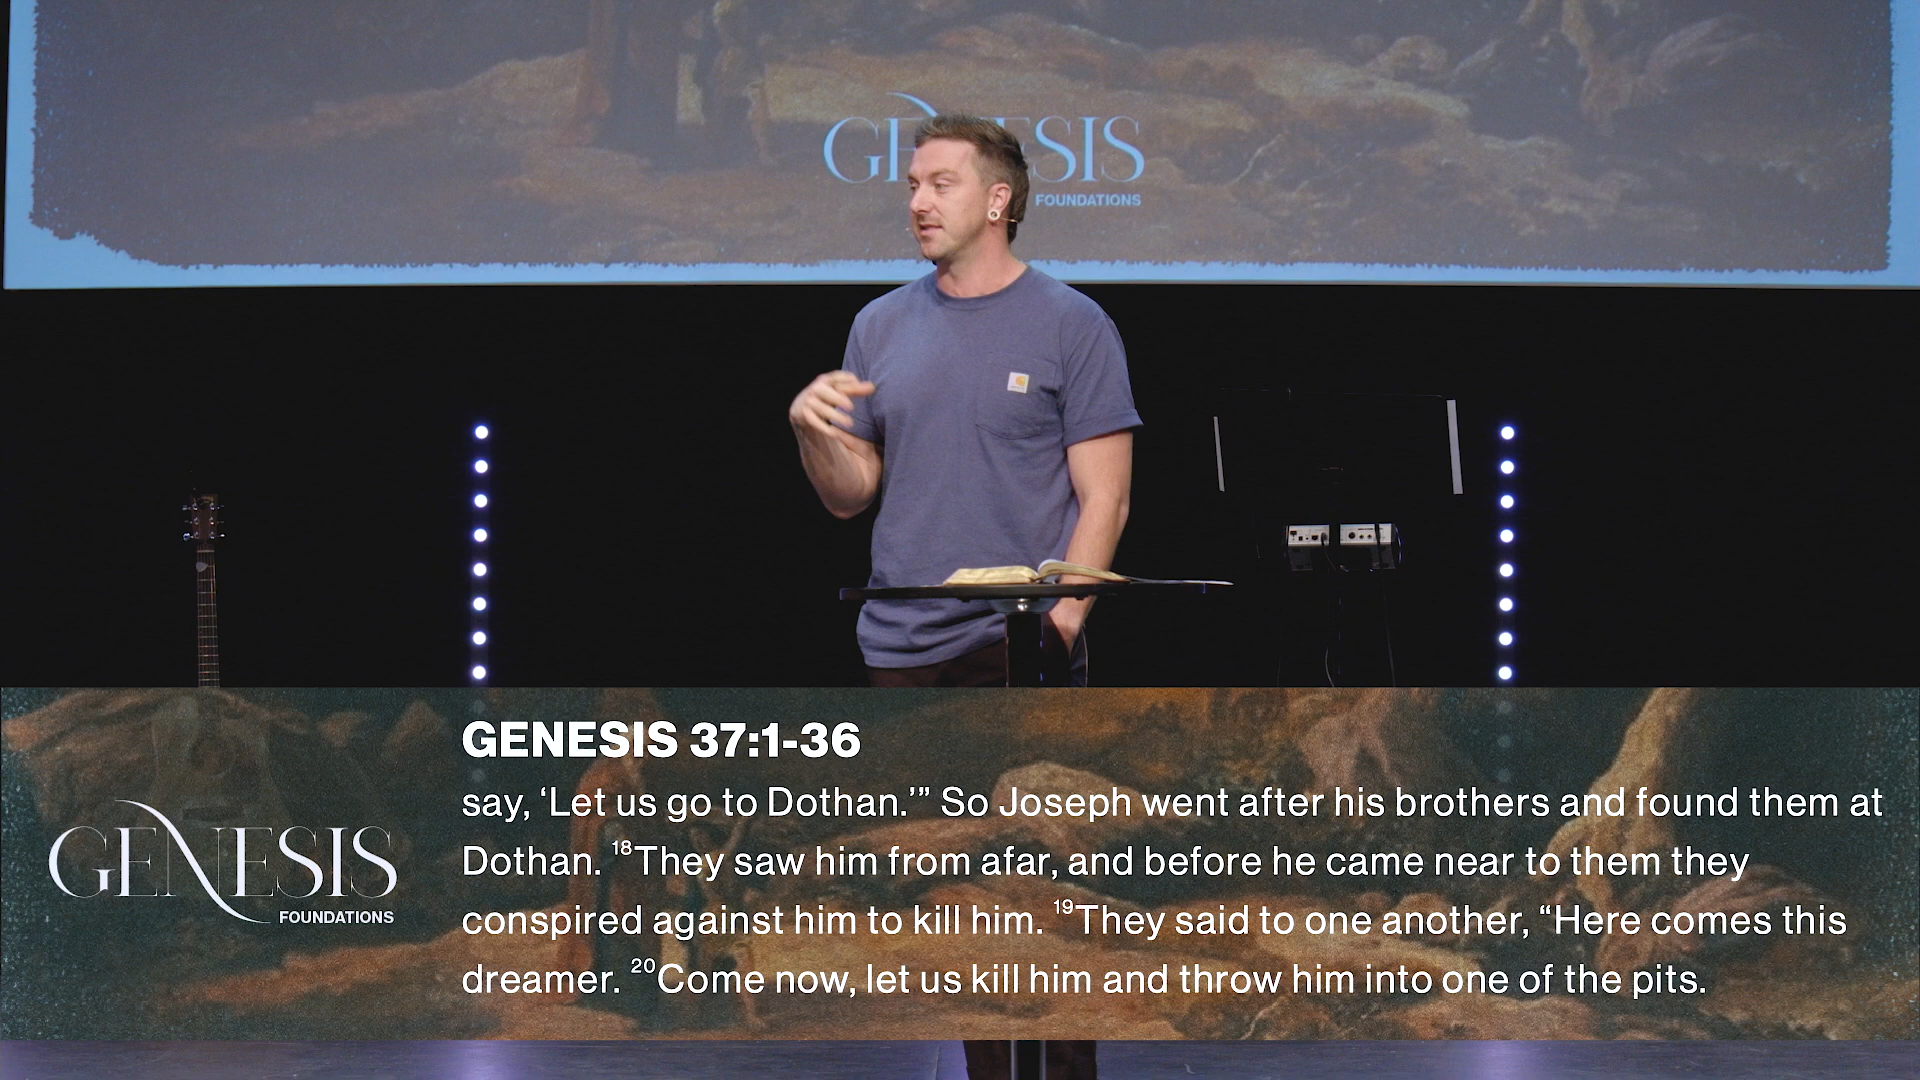 GENESIS
FOUNDATIONS
GENESIS 37:1-36
say, ‘Let us go to Dothan.’” So Joseph went after his brothers and found them at
Dothan. ¹⁸They saw him from afar, and before he came near to them they
conspired against him to kill him. ¹⁹They said to one another, “Here comes this
dreamer. ²⁰Come now, let us kill him and throw him into one of the pits.
GENESIS
FOUNDATIONS